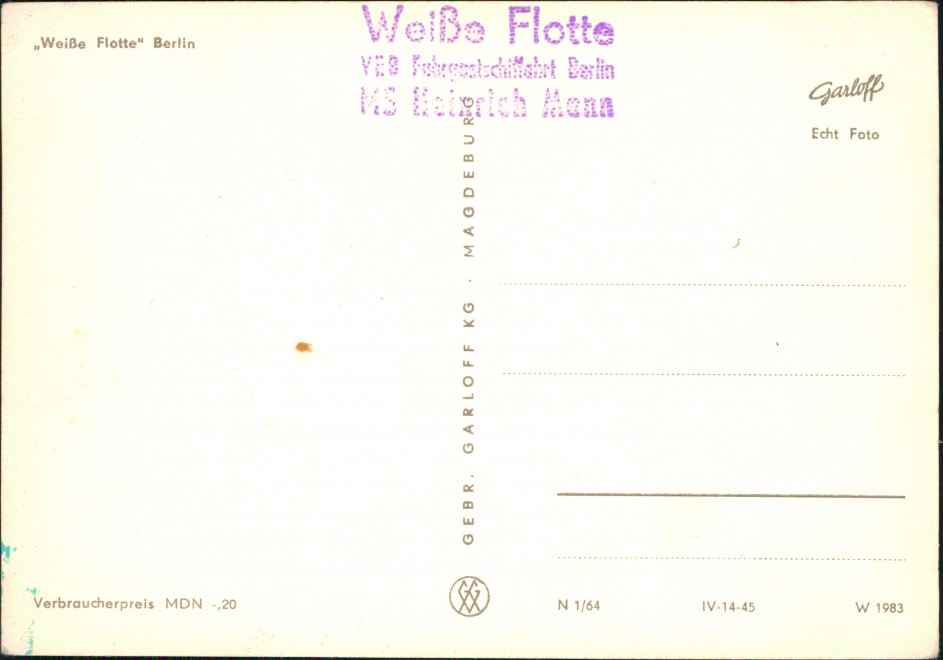 „Weiße Flotte“ Berlin
Weiße Flotte
VEB Fahrgastschiffahrt Berlin
MS Heinrich Mann
Garloff
Echt Foto
GEBR. GARLOFF KG · MAGDEBURG
Verbraucherpreis MDN -,20
N 1/64
IV-14-45
W 1983